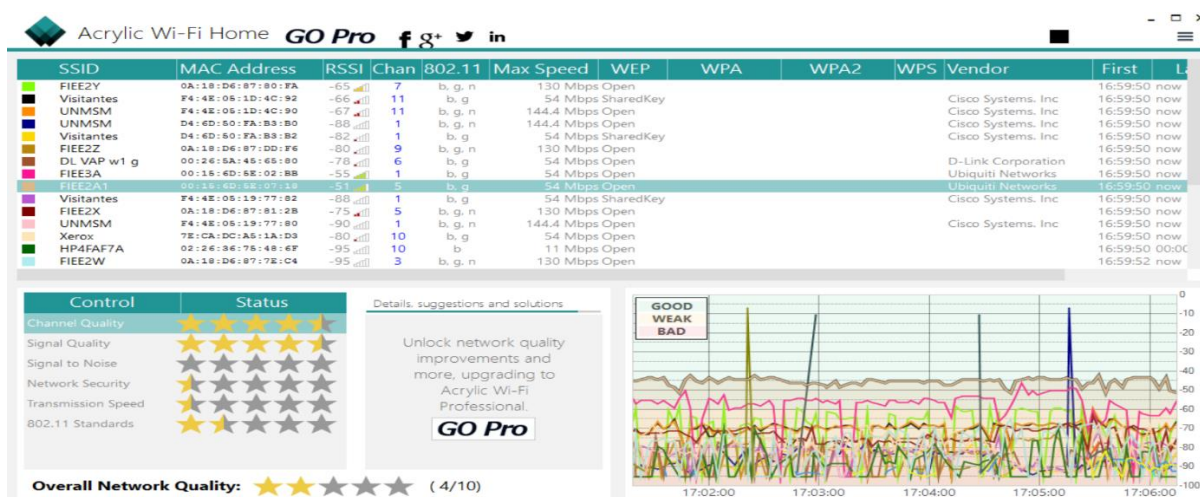 Acrylic Wi-Fi Home GO Pro f g+ in
SSID MAC Address RSSI Chan 802.11 Max Speed WEP WPA WPA2 WPS Vendor First La
FIEE2Y 0A:18:D6:87:80:FA -65 7 b, g, n 130 Mbps Open 16:59:50 now
Visitantes F4:4E:05:1D:4C:92 -66 11 b, g 54 Mbps SharedKey Cisco Systems. Inc 16:59:50 now
UNMSM F4:4E:05:1D:4C:90 -67 11 b, g, n 144.4 Mbps Open Cisco Systems. Inc 16:59:50 now
UNMSM D4:6D:50:FA:B3:B0 -88 1 b, g, n 144.4 Mbps Open Cisco Systems. Inc 16:59:50 now
Visitantes D4:6D:50:FA:B3:B2 -82 1 b, g 54 Mbps SharedKey Cisco Systems. Inc 16:59:50 now
FIEE2Z 0A:18:D6:87:DD:F6 -80 9 b, g, n 130 Mbps Open 16:59:50 now
DL VAP w1 g 00:26:5A:45:65:80 -78 6 b, g 54 Mbps Open D-Link Corporation 16:59:50 now
FIEE3A 00:15:6D:5E:02:BB -55 1 b, g 54 Mbps Open Ubiquiti Networks 16:59:50 now
FIEE2A1 00:15:6D:5E:07:18 -51 5 b, g 54 Mbps Open Ubiquiti Networks 16:59:50 now
Visitantes F4:4E:05:19:77:82 -88 1 b, g 54 Mbps SharedKey Cisco Systems. Inc 16:59:50 now
FIEE2X 0A:18:D6:87:81:2B -75 5 b, g, n 130 Mbps Open 16:59:50 now
UNMSM F4:4E:05:19:77:80 -90 1 b, g, n 144.4 Mbps Open Cisco Systems. Inc 16:59:50 now
Xerox 7E:CA:DC:A5:1A:D3 -80 10 b, g 54 Mbps Open 16:59:50 now
HP4FAF7A 02:26:36:75:48:6F -95 10 b 11 Mbps Open 16:59:50 00:00
FIEE2W 0A:18:D6:87:7E:C4 -95 3 b, g, n 130 Mbps Open 16:59:52 now
Control Status
Channel Quality
Signal Quality
Signal to Noise
Network Security
Transmission Speed
802.11 Standards
Overall Network Quality: (4/10)
Details, suggestions and solutions
Unlock network quality
improvements and
more, upgrading to
Acrylic Wi-Fi
Professional.
GO Pro
GOOD
WEAK
BAD
0
-10
-20
-30
-40
-50
-60
-70
-80
-90
-100
17:02:00 17:03:00 17:04:00 17:05:00 17:06:00